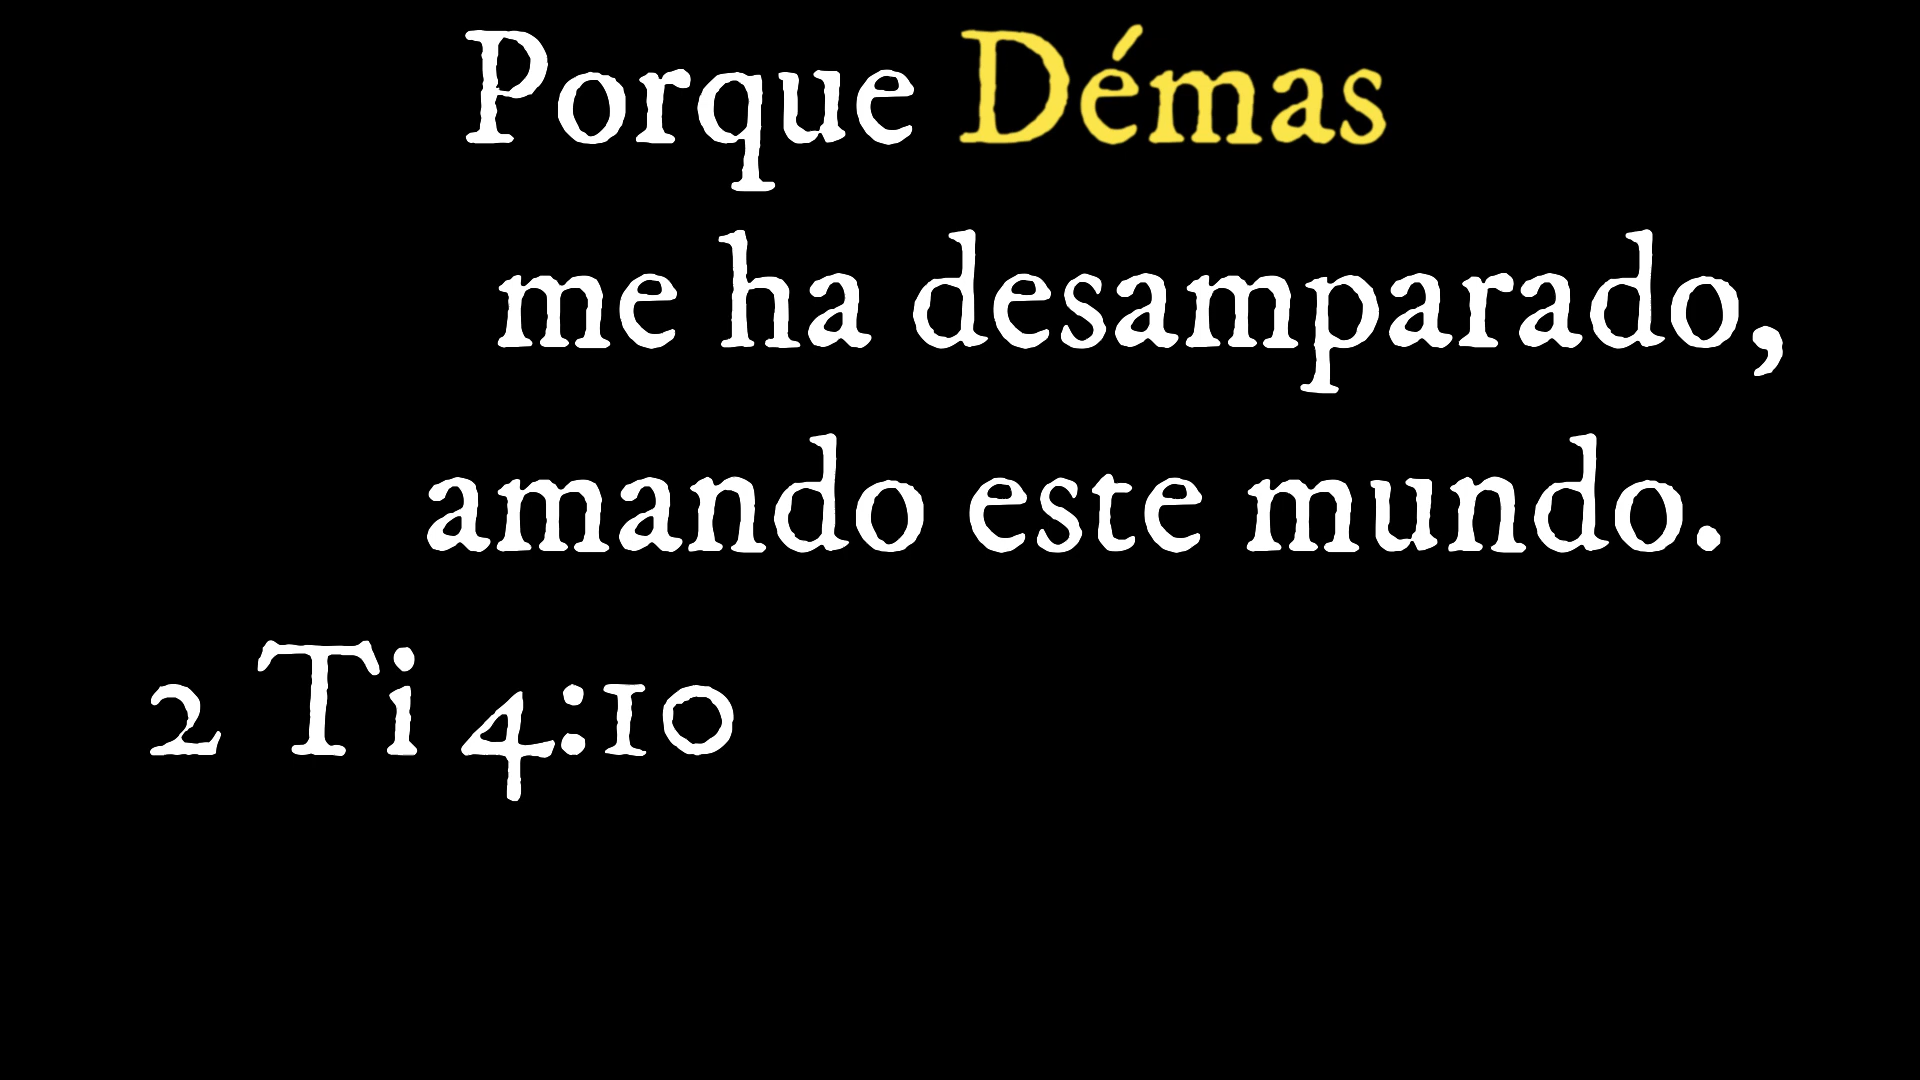 Porque Démas
me ha desamparado,
amando este mundo.
2 Ti 4:10